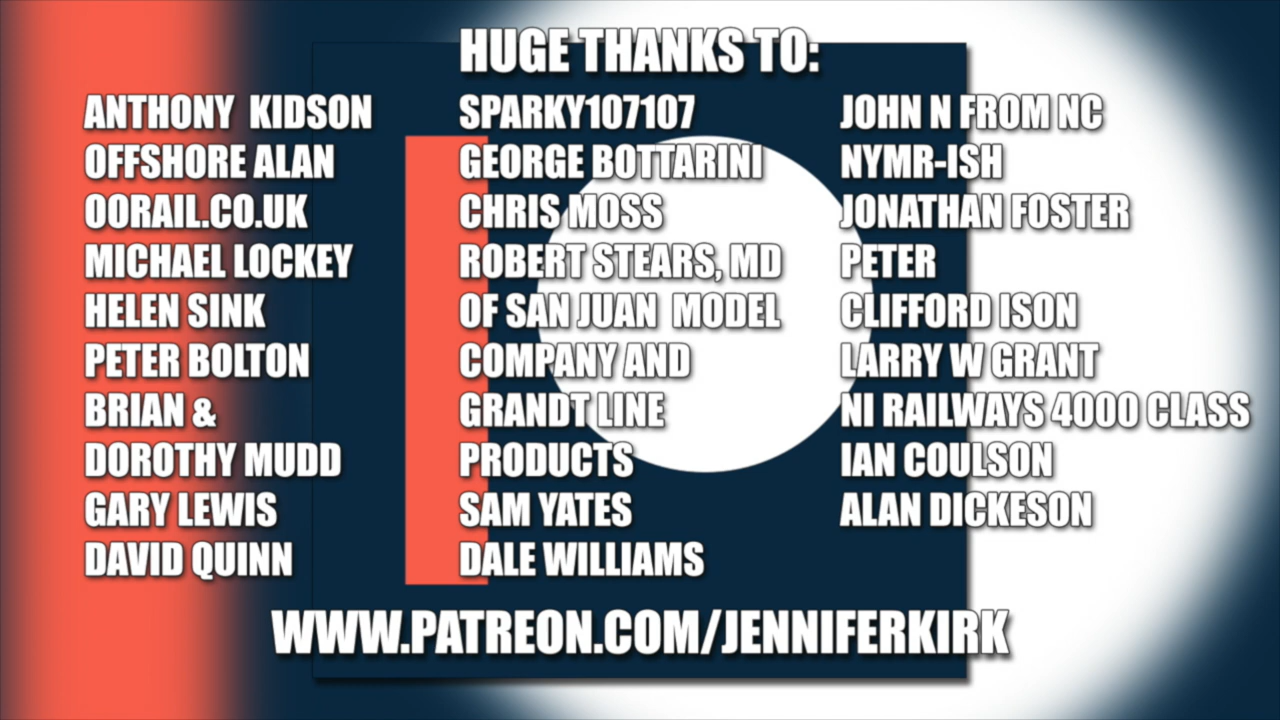 HUGE THANKS TO:
ANTHONY KIDSON
OFFSHORE ALAN
OORAIL.CO.UK
MICHAEL LOCKEY
HELEN SINK
PETER BOLTON
BRIAN &
DOROTHY MUDD
GARY LEWIS
DAVID QUINN
SPARKY107107
GEORGE BOTTARINI
CHRIS MOSS
ROBERT STEARS, MD
OF SAN JUAN MODEL
COMPANY AND
GRANDT LINE
PRODUCTS
SAM YATES
DALE WILLIAMS
JOHN N FROM NC
NYMR-ISH
JONATHAN FOSTER
PETER
CLIFFORD ISON
LARRY W GRANT
NI RAILWAYS 4000 CLASS
IAN COULSON
ALAN DICKESON
WWW.PATREON.COM/JENNIFERKIRK